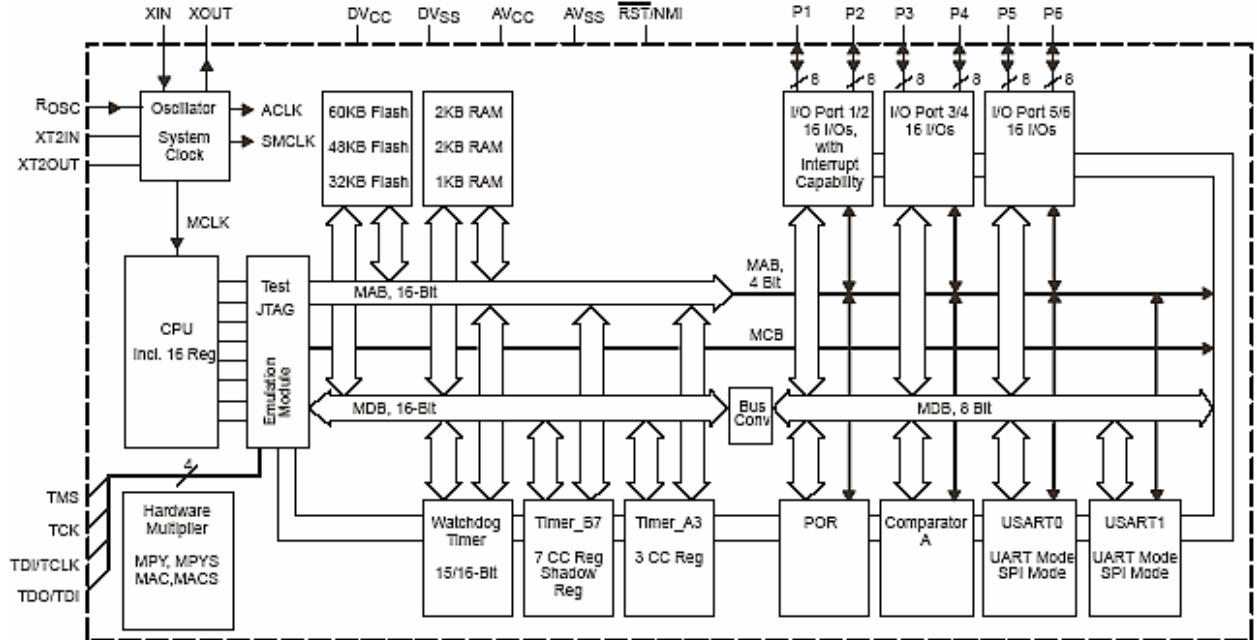 XIN
XOUT
DVCC
DVSS
AVCC
AVSS
RST/NMI
P1
P2
P3
P4
P5
P6
8
8
8
8
8
8
ROSC
XT2IN
XT2OUT
Oscillator
System
Clock
ACLK
SMCLK
MCLK
60KB Flash
48KB Flash
32KB Flash
2KB RAM
2KB RAM
1KB RAM
I/O Port 1/2
16 I/Os,
with
Interrupt
Capability
I/O Port 3/4
16 I/Os
I/O Port 5/6
16 I/Os
CPU
Incl. 16 Reg
Test
JTAG
Emulation
Module
MAB, 16-Bit
MAB,
4 Bit
MCB
MDB, 16-Bit
Bus
Conv
MDB, 8 Bit
4
TMS
TCK
TDI/TCLK
TDO/TDI
Hardware
Multiplier
MPY, MPYS
MAC,MACS
Watchdog
Timer
15/16-Bit
Timer_B7
7 CC Reg
Shadow
Reg
Timer_A3
3 CC Reg
POR
Comparator
A
USART0
UART Mode
SPI Mode
USART1
UART Mode
SPI Mode